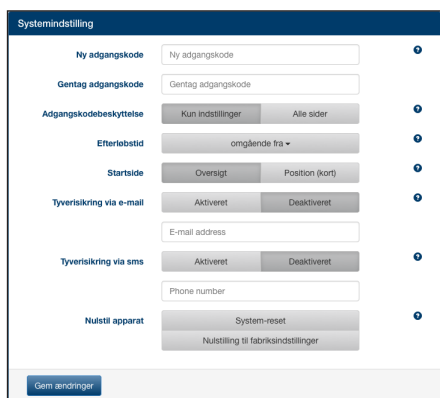 Systemindstilling
Ny adgangskode Ny adgangskode
Gentag adgangskode Gentag adgangskode
Adgangskodebeskyttelse Kun indstillinger Alle sider
Efterløbstid omgående fra
Startside Oversigt Position (kort)
Tyverisikring via e-mail Aktiveret Deaktiveret
E-mail address
Tyverisikring via sms Aktiveret Deaktiveret
Phone number
Nulstil apparat System-reset
Nulstilling til fabriksindstillinger
Gem ændringer